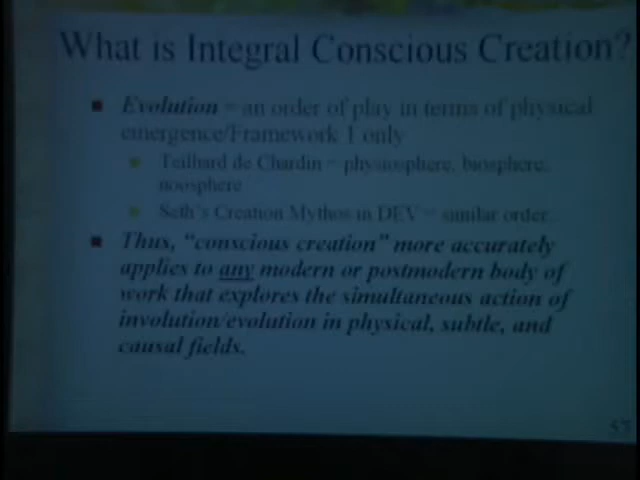 What is Integral Conscious Creation?
Evolution = an order of play in terms of physical
emergence/Framework 1 only
Teilhard de Chardin = physiosphere, biosphere,
noosphere
Seth's Creation Mythos in DEV = similar order.
Thus, "conscious creation" more accurately
applies to any modern or postmodern body of
work that explores the simultaneous action of
involution/evolution in physical, subtle, and
causal fields.